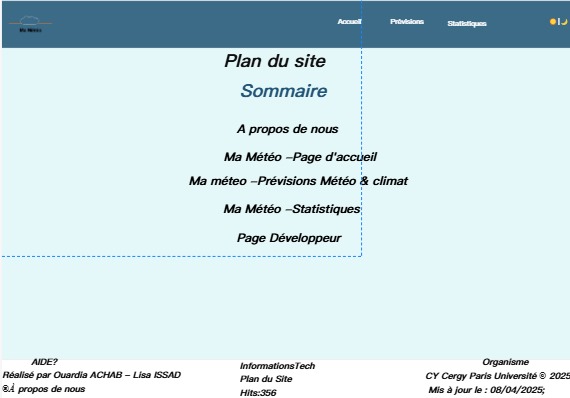 Ma Météo
Accueil Prévisions Statistiques
Plan du site
Sommaire
A propos de nous
Ma Météo –Page d'accueil
Ma méteo –Prévisions Météo & climat
Ma Météo –Statistiques
Page Développeur
AIDE?
Réalisé par Ouardia ACHAB – Lisa ISSAD
®À propos de nous
InformationsTech
Plan du Site
Hits:356
Organisme
CY Cergy Paris Université © 2025
Mis à jour le : 08/04/2025;